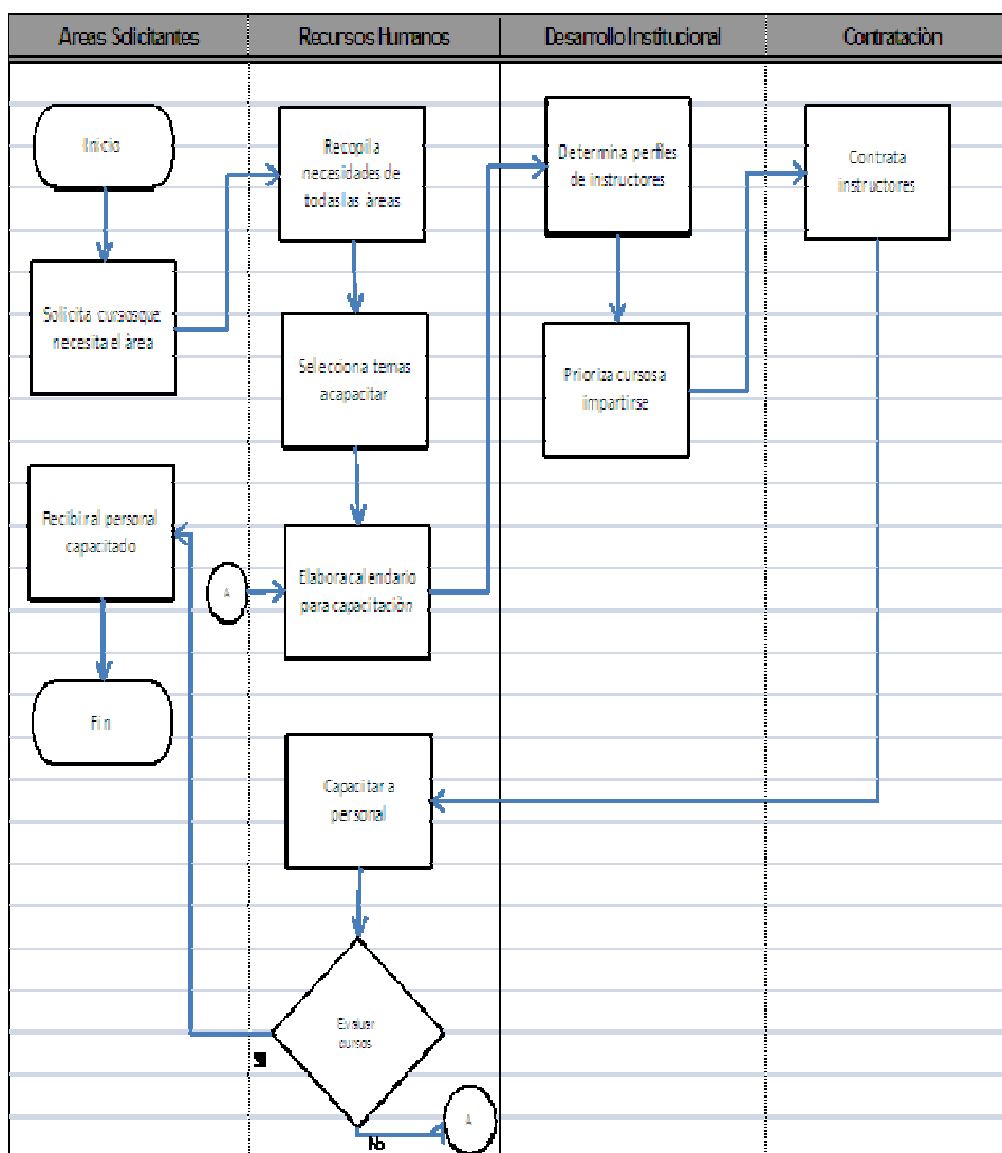 Areas Solicitantes
Recursos Humanos
Desarrollo Institucional
Contratación
Inicio
Solicita cursos que
necesita el área
Recibir al personal
capacitado
Fin
Recopila
necesidades de
todas las áreas
Selecciona temas
a capacitar
A
Elabora calendario
para capacitación
Capacitar a
personal
Evaluar
cursos
No
A
Determina perfiles
de instructores
Prioriza cursos a
impartirse
Contrata
instructores